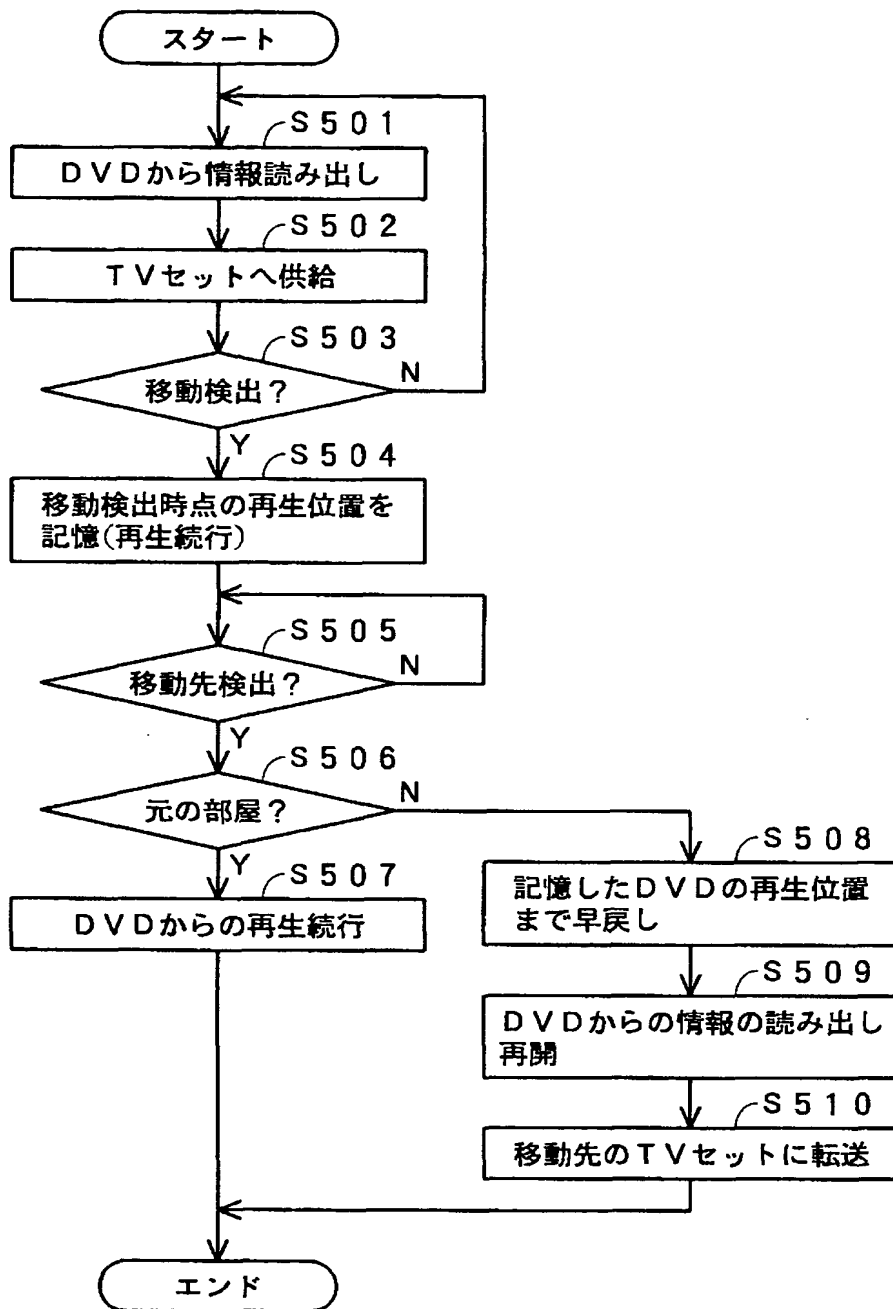 スタート
S501
DVDから情報読み出し
S502
TVセットへ供給
S503
移動検出?
N
Y
S504
移動検出時点の再生位置を
記憶(再生続行)
S505
移動先検出?
N
Y
S506
元の部屋?
N
Y
S507
DVDからの再生続行
S508
記憶したDVDの再生位置
まで早戻し
S509
DVDからの情報の読み出し
再開
S510
移動先のTVセットに転送
エンド